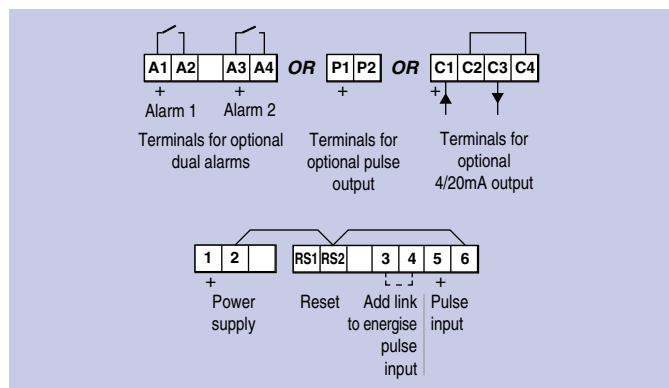 A1 A2 A3 A4 OR P1 P2 OR C1 C2 C3 C4
+ + + +
Alarm 1 Alarm 2
Terminals for optional
dual alarms
Terminals for
optional pulse
output
Terminals for
optional
4/20mA output
1 2 RS1 RS2 3 4 5 6
+ +
Power
supply
Reset
Add link
to energise
pulse
input
Pulse
input